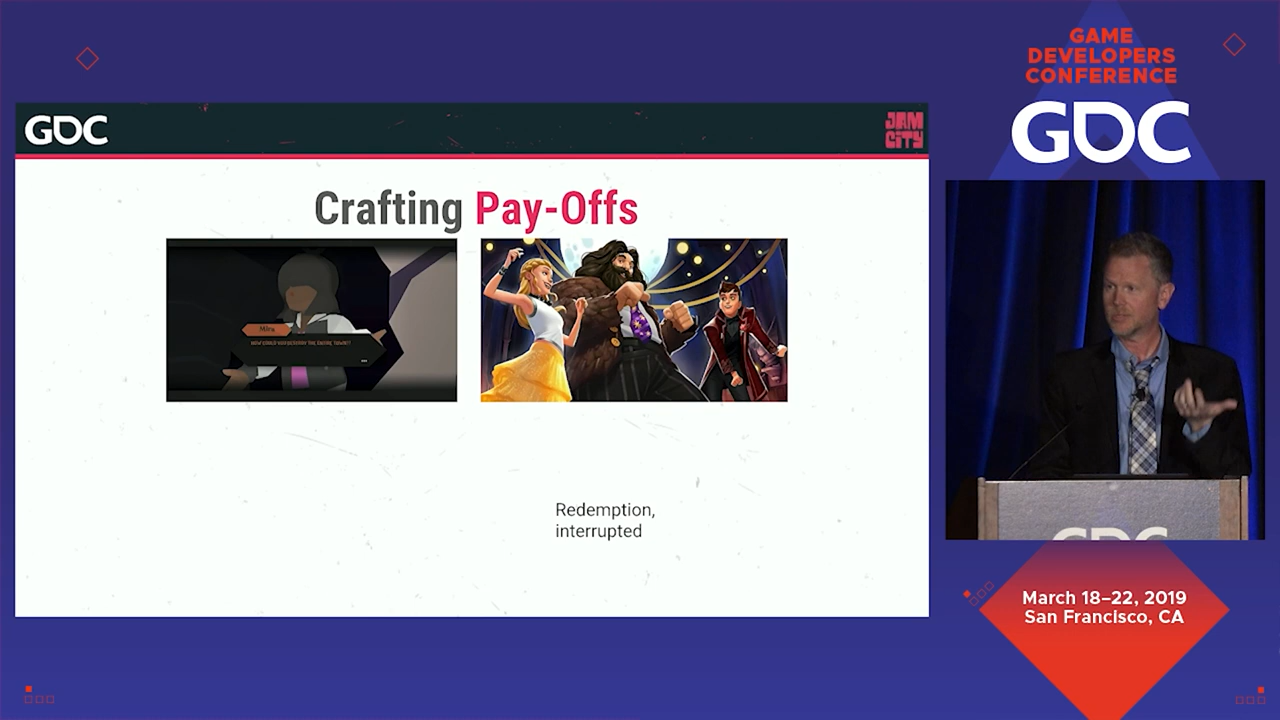 GDC
JAM
CITY
Crafting Pay-Offs
Mira
Redemption,
interrupted
GAME
DEVELOPERS
CONFERENCE
GDC
GDC
March 18–22, 2019
San Francisco, CA